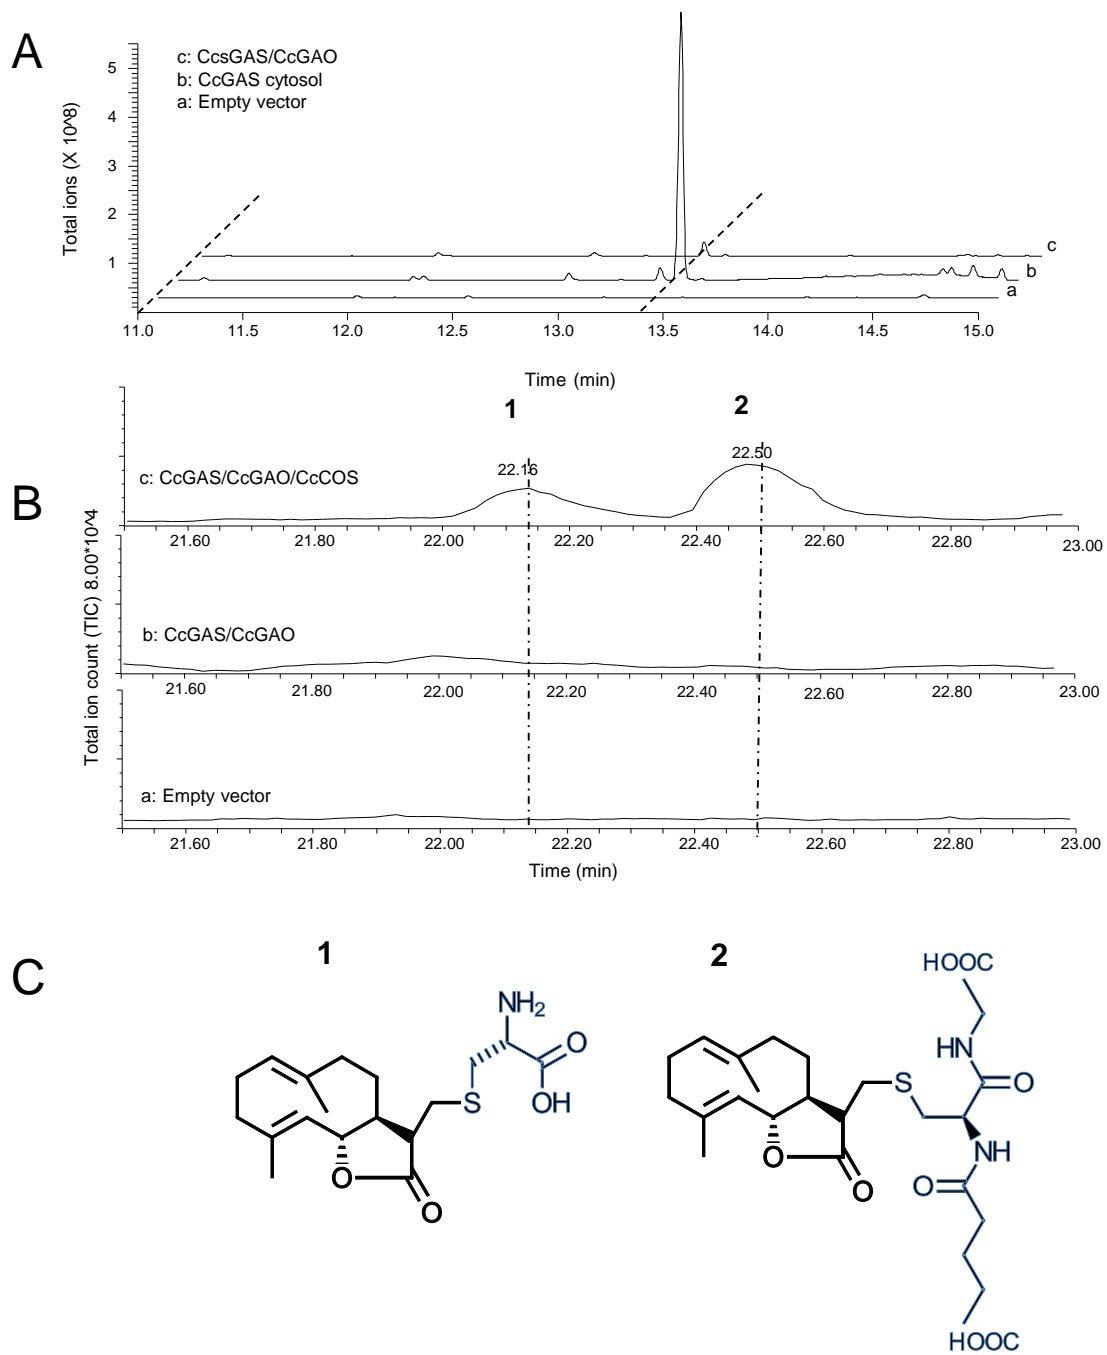 A
c: CcsGAS/CcGAO
b: CcGAS cytosol
a: Empty vector
Total ions (X 10^8)
5
4
3
2
1
c
b
a
11.0 11.5 12.0 12.5 13.0 13.5 14.0 14.5 15.0
Time (min)
B
1 2
22.16 22.50
c: CcGAS/CcGAO/CcCOS
21.60 21.80 22.00 22.20 22.40 22.60 22.80 23.00
Total ion count (TIC) 8.00*10^4
b: CcGAS/CcGAO
21.60 21.80 22.00 22.20 22.40 22.60 22.80 23.00
a: Empty vector
21.60 21.80 22.00 22.20 22.40 22.60 22.80 23.00
Time (min)
C
1
NH2
O
OH
S
O
O
2
HOOC
HN
O
S
NH
O
O
O
HOOC